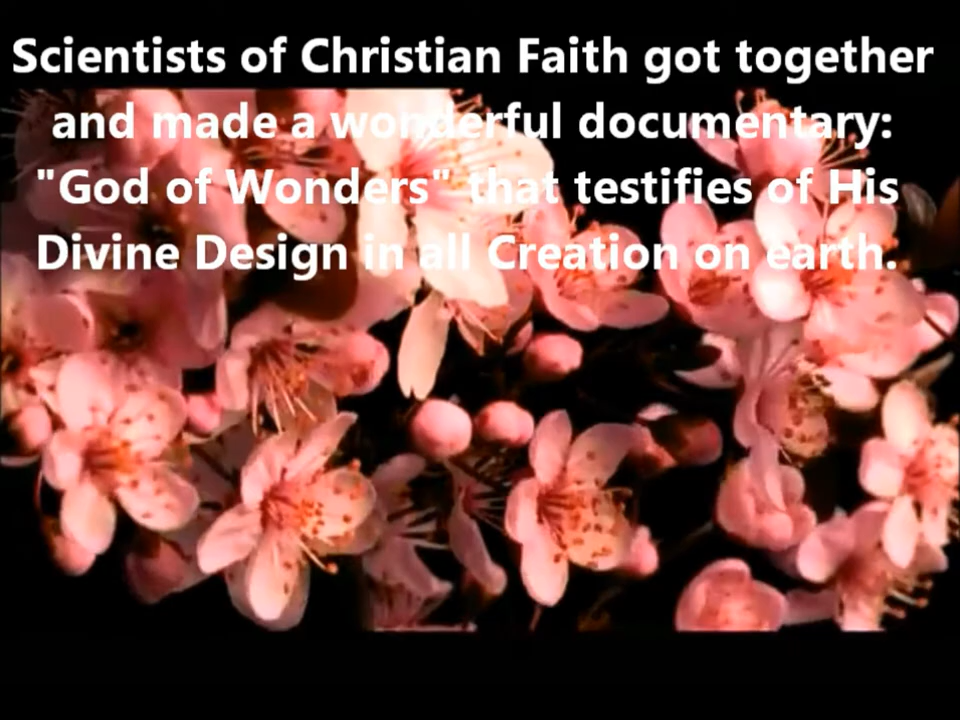 Scientists of Christian Faith got together
and made a wonderful documentary:
"God of Wonders" that testifies of His
Divine Design in all Creation on earth.